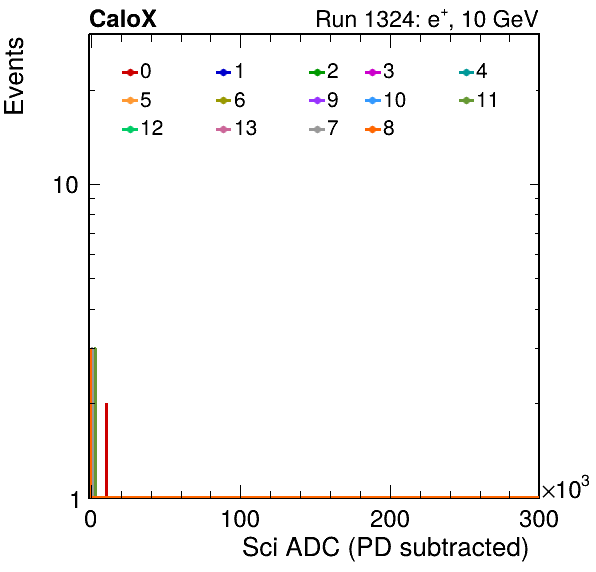 CaloX Run 1324: e⁺, 10 GeV
Events
0 1 2 3 4
5 6 9 10 11
12 13 7 8
10
1
×10³
0 100 200 300
Sci ADC (PD subtracted)